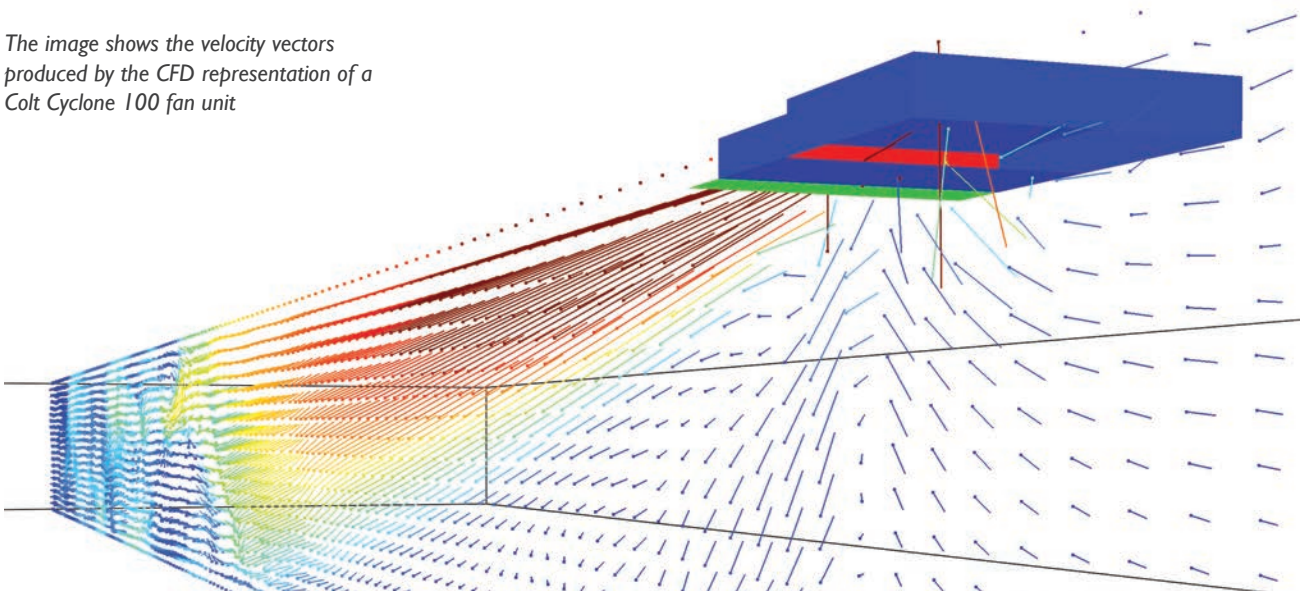 The image shows the velocity vectors
produced by the CFD representation of a
Colt Cyclone 100 fan unit